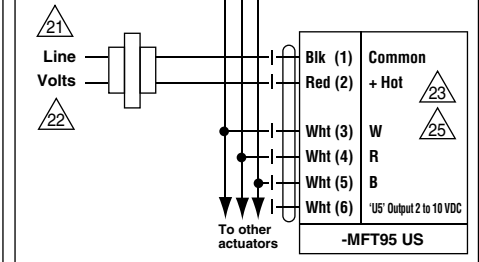 21
Line
Volts
22
Blk (1) Common
Red (2) + Hot
23
25
Wht (3) W
Wht (4) R
Wht (5) B
Wht (6) 'U5' Output 2 to 10 VDC
To other
actuators
-MFT95 US